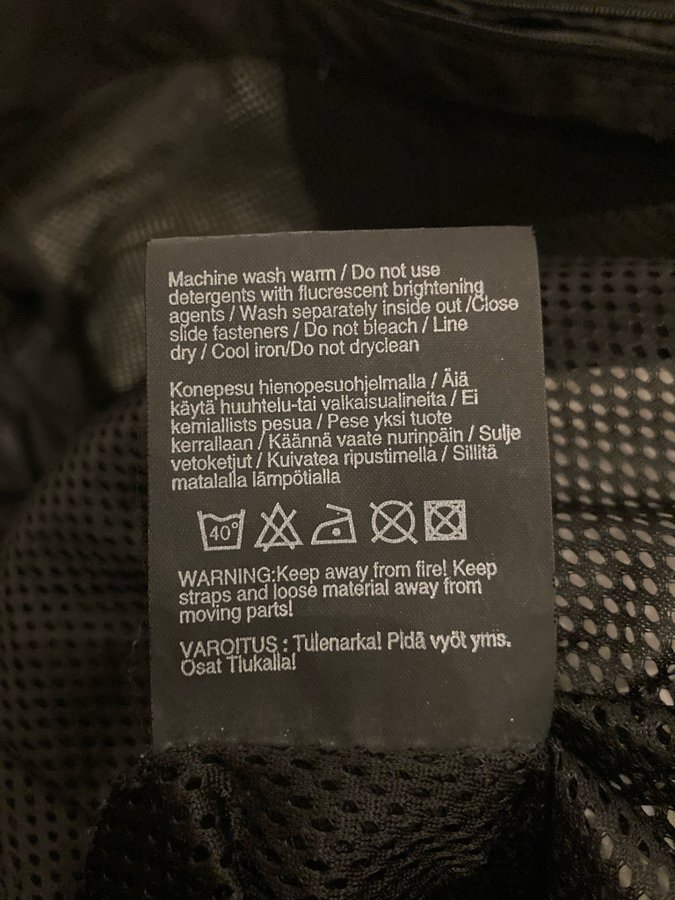 Machine wash warm / Do not use
detergents with flucrescent brightening
agents / Wash separately inside out /Close
slide fasteners / Do not bleach / Line
dry / Cool iron/Do not dryclean
Konepesu hienopesuohjelmalla / Äiä
käytä huuhtelu-tai valkaisualineita / Ei
kemiallists pesua / Pese yksi tuote
kerrallaan / Käännä vaate nurinpäin / Sulje
vetoketjut / Kuivatea ripustimella / Sillitä
matalalla lämpötialla
40°
WARNING:Keep away from fire! Keep
straps and loose material away from
moving parts!
VAROITUS : Tulenarka! Pidä vyöt yms.
Osat Tiukalla!